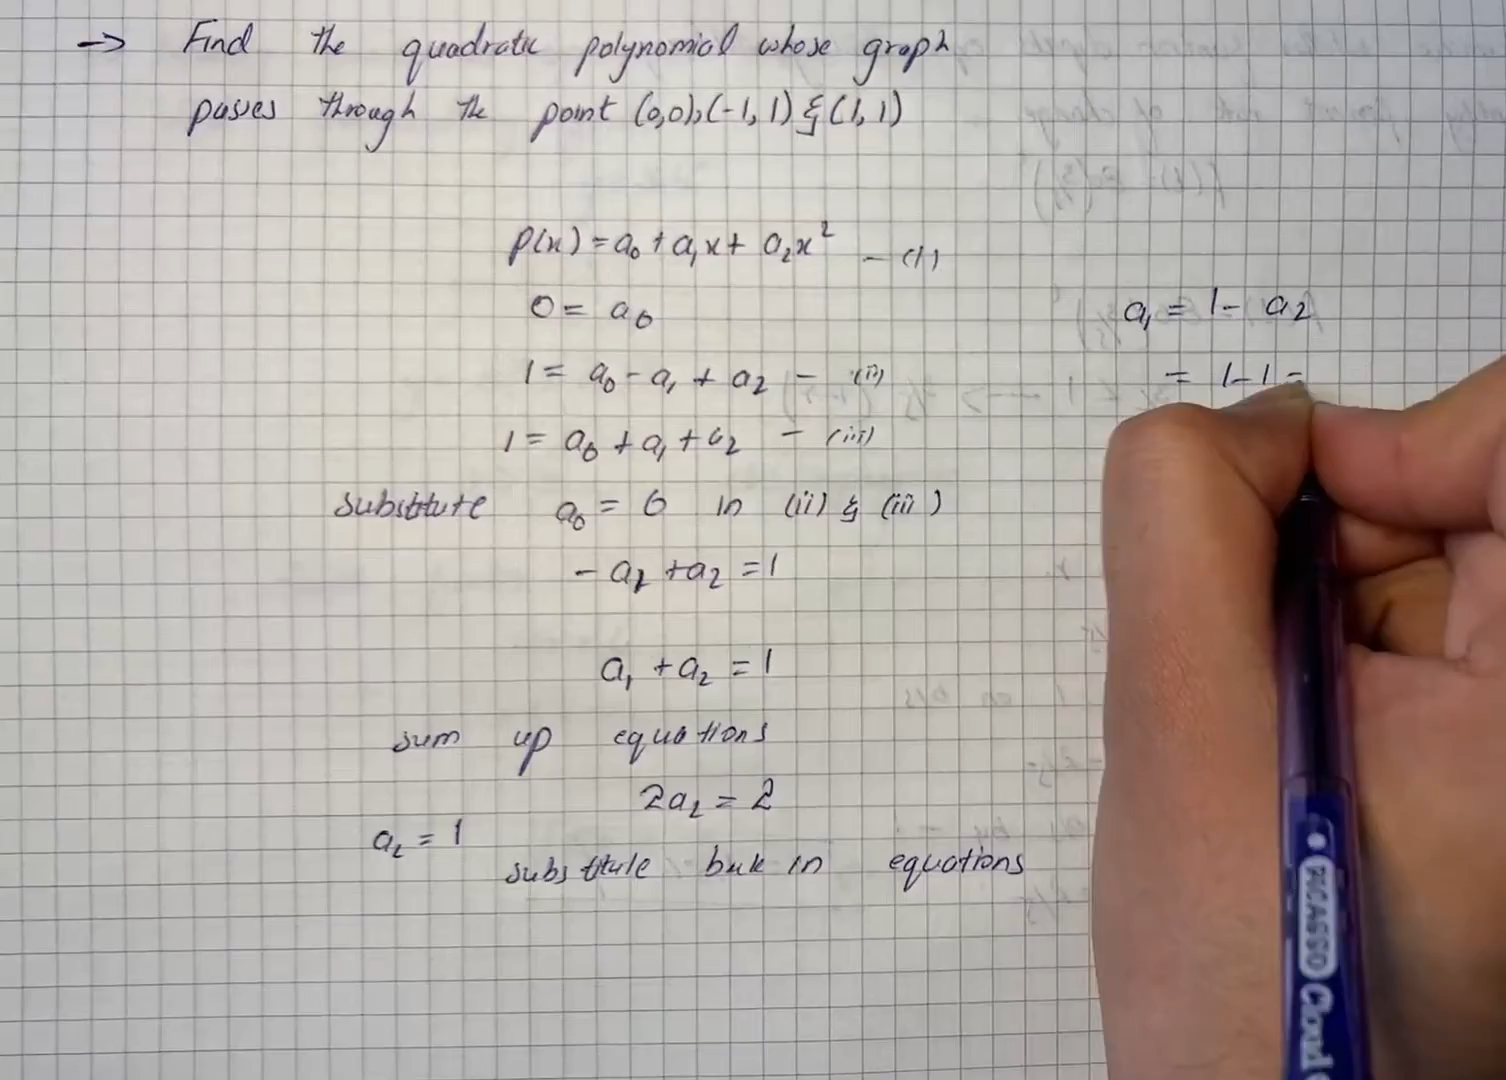 → Find the quadratic polynomial whose graph
passes through the point (0,0),(-1,1) & (1,1)
p(x) = a₀ + a₁x + a₂x² - (1)
0 = a₀
1 = a₀ - a₁ + a₂ - (ii)
1 = a₀ + a₁ + a₂ - (iii)
substitute a₀ = 0 in (ii) & (iii)
- a₁ + a₂ = 1
a₁ + a₂ = 1
sum up equations
2a₂ = 2
a₂ = 1
substitute back in equations
a₁ = 1 - a₂
= 1 - 1 =
PICASSO